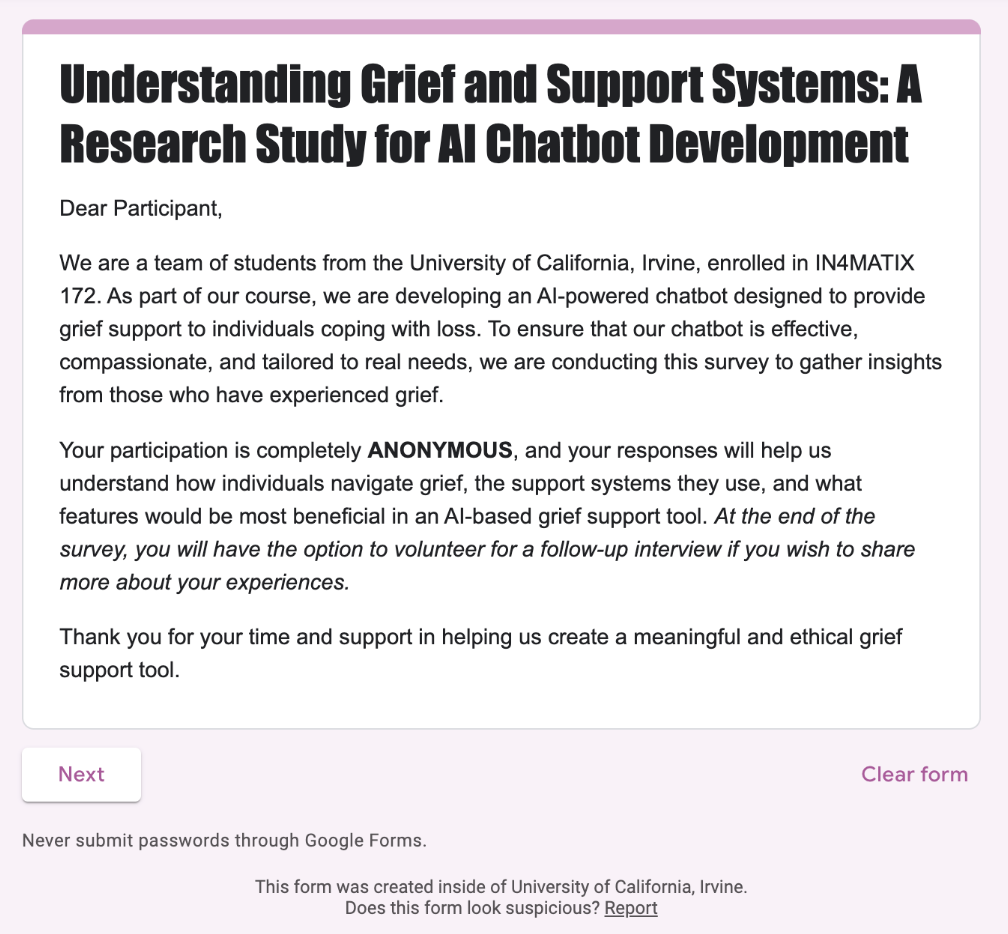 Understanding Grief and Support Systems: A
Research Study for AI Chatbot Development
Dear Participant,
We are a team of students from the University of California, Irvine, enrolled in IN4MATIX
172. As part of our course, we are developing an AI-powered chatbot designed to provide
grief support to individuals coping with loss. To ensure that our chatbot is effective,
compassionate, and tailored to real needs, we are conducting this survey to gather insights
from those who have experienced grief.
Your participation is completely ANONYMOUS, and your responses will help us
understand how individuals navigate grief, the support systems they use, and what
features would be most beneficial in an AI-based grief support tool. At the end of the
survey, you will have the option to volunteer for a follow-up interview if you wish to share
more about your experiences.
Thank you for your time and support in helping us create a meaningful and ethical grief
support tool.
Next
Clear form
Never submit passwords through Google Forms.
This form was created inside of University of California, Irvine.
Does this form look suspicious? Report